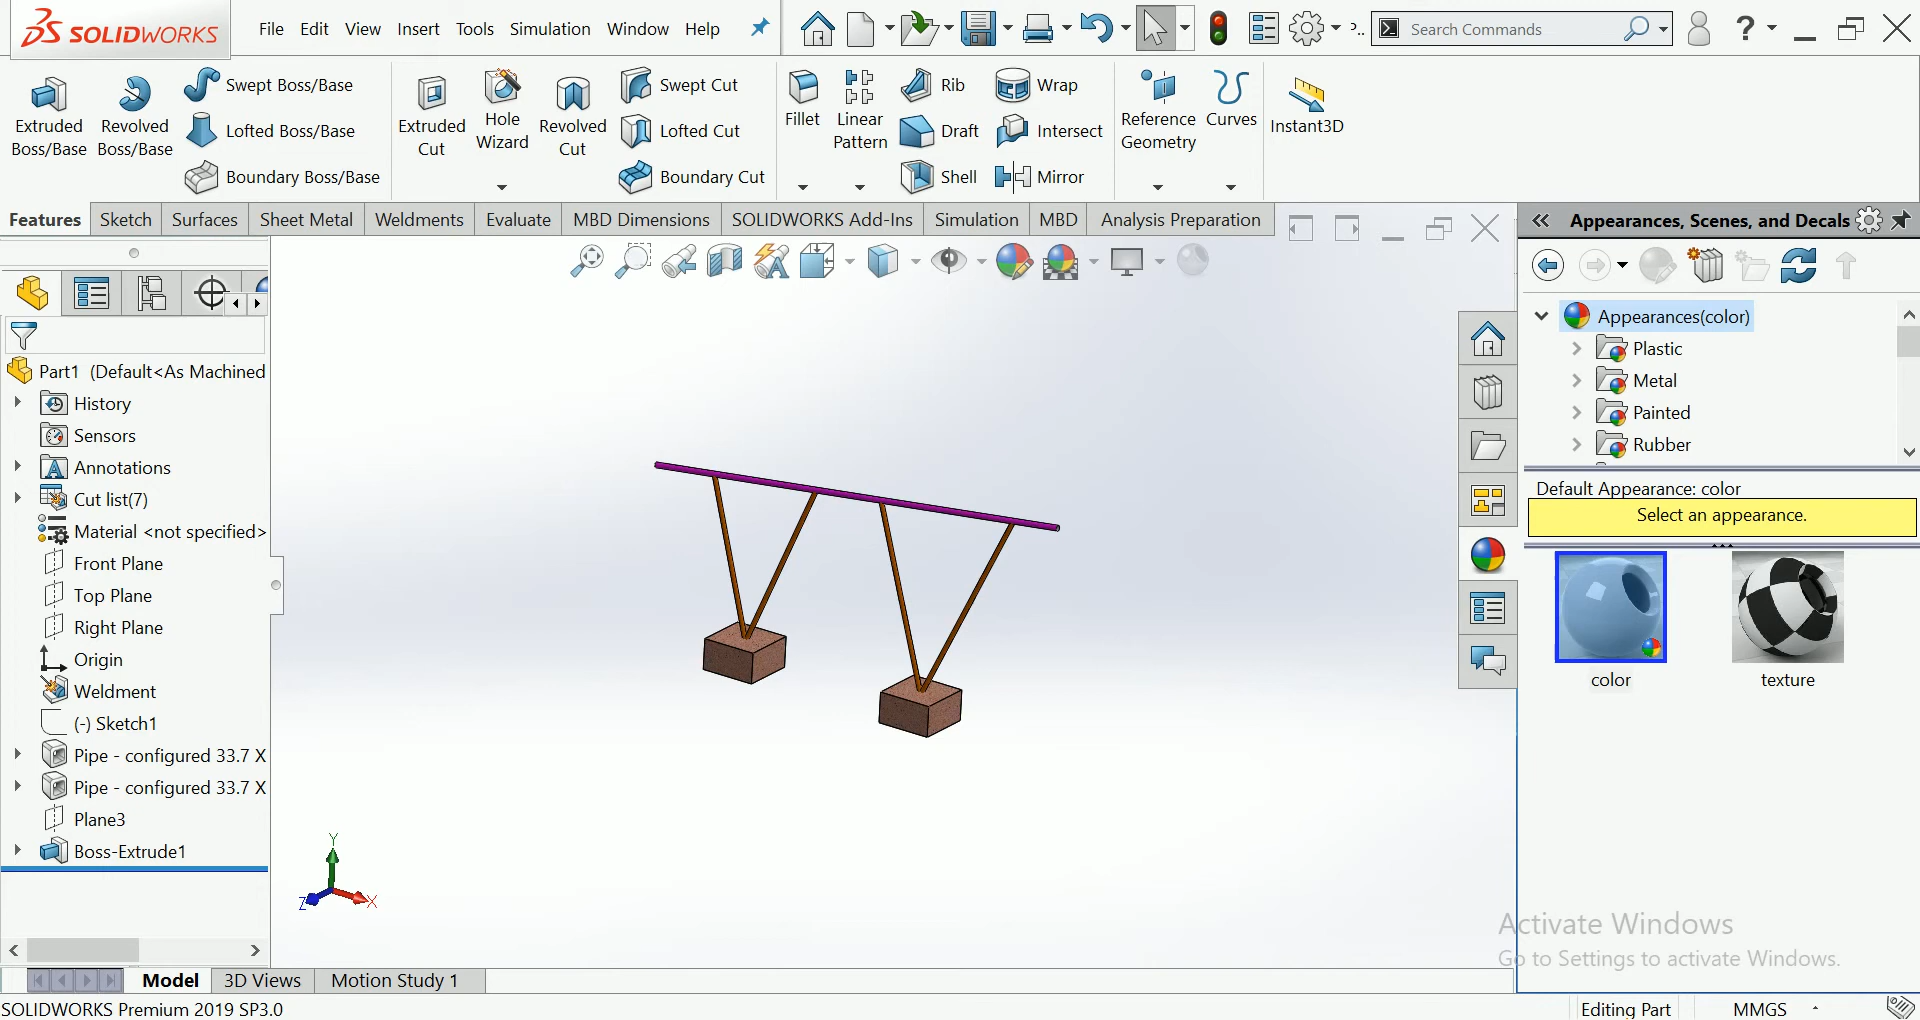 SOLIDWORKS
File Edit View Insert Tools Simulation Window Help
Search Commands
?
Extruded Boss/Base
Revolved Boss/Base
Swept Boss/Base
Lofted Boss/Base
Boundary Boss/Base
Extruded Cut
Hole Wizard
Revolved Cut
Swept Cut
Lofted Cut
Boundary Cut
Fillet
Linear Pattern
Rib
Draft
Shell
Wrap
Intersect
Mirror
Reference Geometry
Curves
Instant3D
Features Sketch Surfaces Sheet Metal Weldments Evaluate MBD Dimensions SOLIDWORKS Add-Ins Simulation MBD Analysis Preparation
Part1 (Default<As Machined
History
Sensors
Annotations
Cut list(7)
Material <not specified>
Front Plane
Top Plane
Right Plane
Origin
Weldment
(-) Sketch1
Pipe - configured 33.7 X
Pipe - configured 33.7 X
Plane3
Boss-Extrude1
Y
Z
X
Appearances, Scenes, and Decals
Appearances(color)
Plastic
Metal
Painted
Rubber
Default Appearance: color
Select an appearance.
color
texture
Activate Windows
Go to Settings to activate Windows.
Model 3D Views Motion Study 1
SOLIDWORKS Premium 2019 SP3.0
Editing Part
MMGS